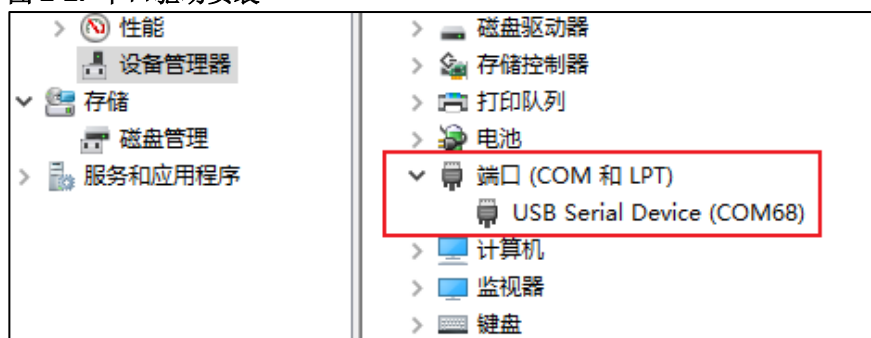 性能
设备管理器
存储
磁盘管理
服务和应用程序
磁盘驱动器
存储控制器
打印队列
电池
端口 (COM 和 LPT)
USB Serial Device (COM68)
计算机
监视器
键盘